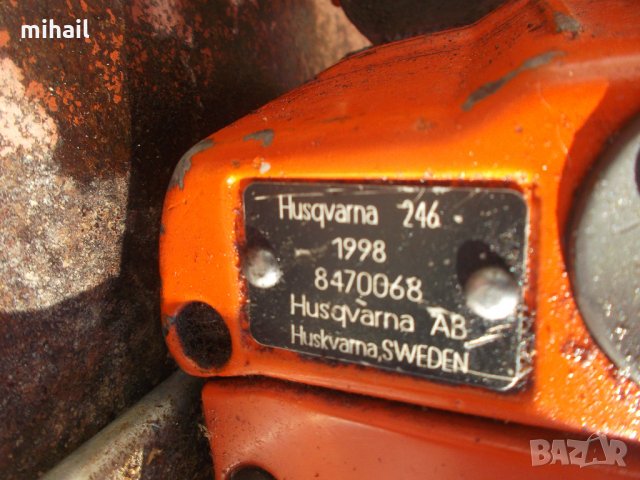 mihail
Husqvarna 246
1998
8470068
Husqvarna AB
Huskvarna,SWEDEN
BAZAR